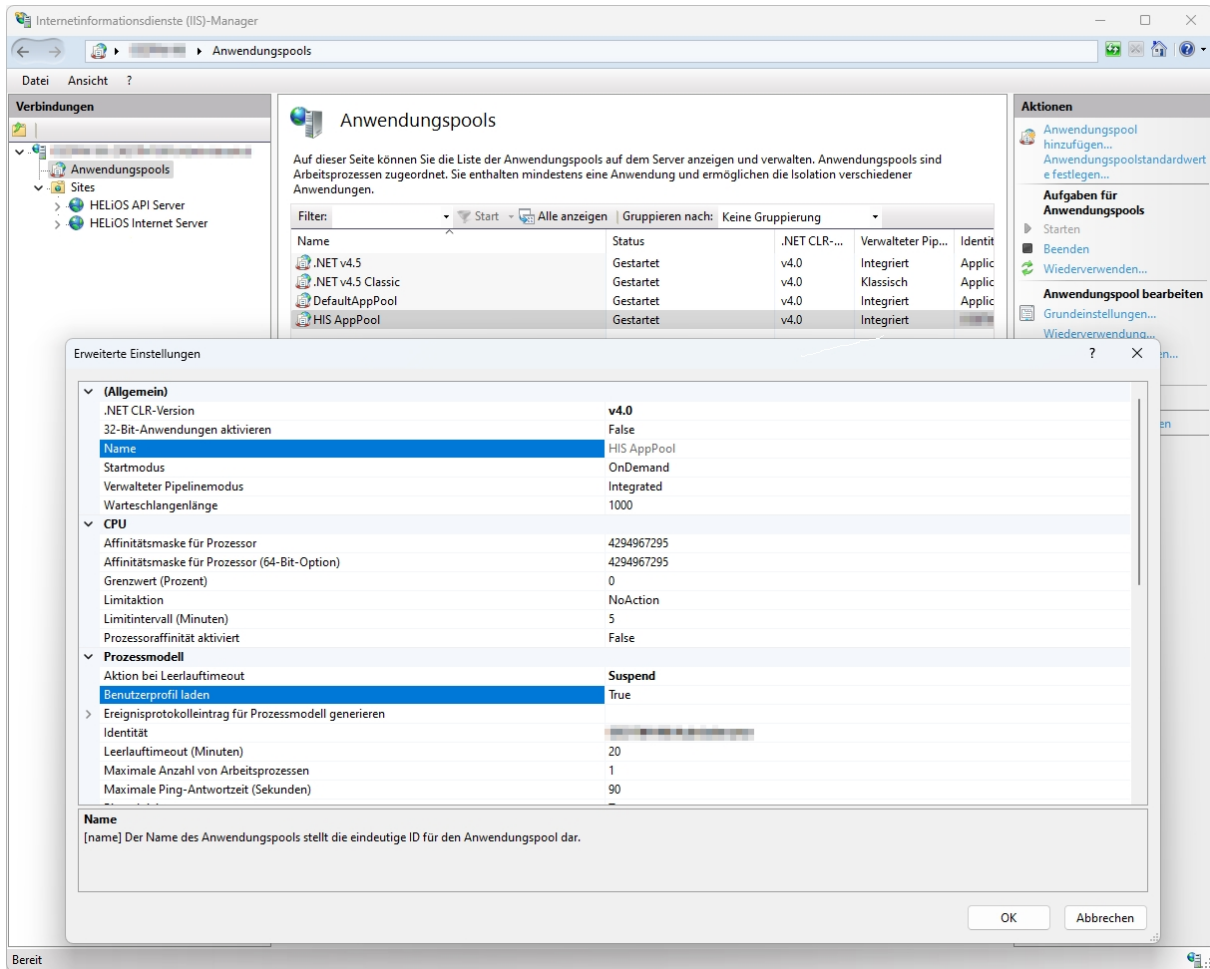 Internetinformationsdienste (IIS)-Manager
Anwendungspools
Datei Ansicht ?
Verbindungen
Anwendungspools
Sites
HELiOS API Server
HELiOS Internet Server
Anwendungspools
Auf dieser Seite können Sie die Liste der Anwendungspools auf dem Server anzeigen und verwalten. Anwendungspools sind
Arbeitsprozessen zugeordnet. Sie enthalten mindestens eine Anwendung und ermöglichen die Isolation verschiedener
Anwendungen.
Filter: Start Alle anzeigen Gruppieren nach: Keine Gruppierung
Name Status .NET CLR-... Verwalteter Pip... Identit
.NET v4.5 Gestartet v4.0 Integriert Applic
.NET v4.5 Classic Gestartet v4.0 Klassisch Applic
DefaultAppPool Gestartet v4.0 Integriert Applic
HIS AppPool Gestartet v4.0 Integriert
Aktionen
Anwendungspool
hinzufügen...
Anwendungspoolstandardwert
e festlegen...
Aufgaben für
Anwendungspools
Starten
Beenden
Wiederverwenden...
Anwendungspool bearbeiten
Grundeinstellungen...
Wiederverwendung...
en...
en
Erweiterte Einstellungen
? X
(Allgemein)
.NET CLR-Version v4.0
32-Bit-Anwendungen aktivieren False
Name HIS AppPool
Startmodus OnDemand
Verwalteter Pipelinemodus Integrated
Warteschlangenlänge 1000
CPU
Affinitätsmaske für Prozessor 4294967295
Affinitätsmaske für Prozessor (64-Bit-Option) 4294967295
Grenzwert (Prozent) 0
Limitaktion NoAction
Limitintervall (Minuten) 5
Prozessoraffinität aktiviert False
Prozessmodell
Aktion bei Leerlauftimeout Suspend
Benutzerprofil laden True
Ereignisprotokolleintrag für Prozessmodell generieren
Identität
Leerlauftimeout (Minuten) 20
Maximale Anzahl von Arbeitsprozessen 1
Maximale Ping-Antwortzeit (Sekunden) 90
Name
[name] Der Name des Anwendungspools stellt die eindeutige ID für den Anwendungspool dar.
OK Abbrechen
Bereit